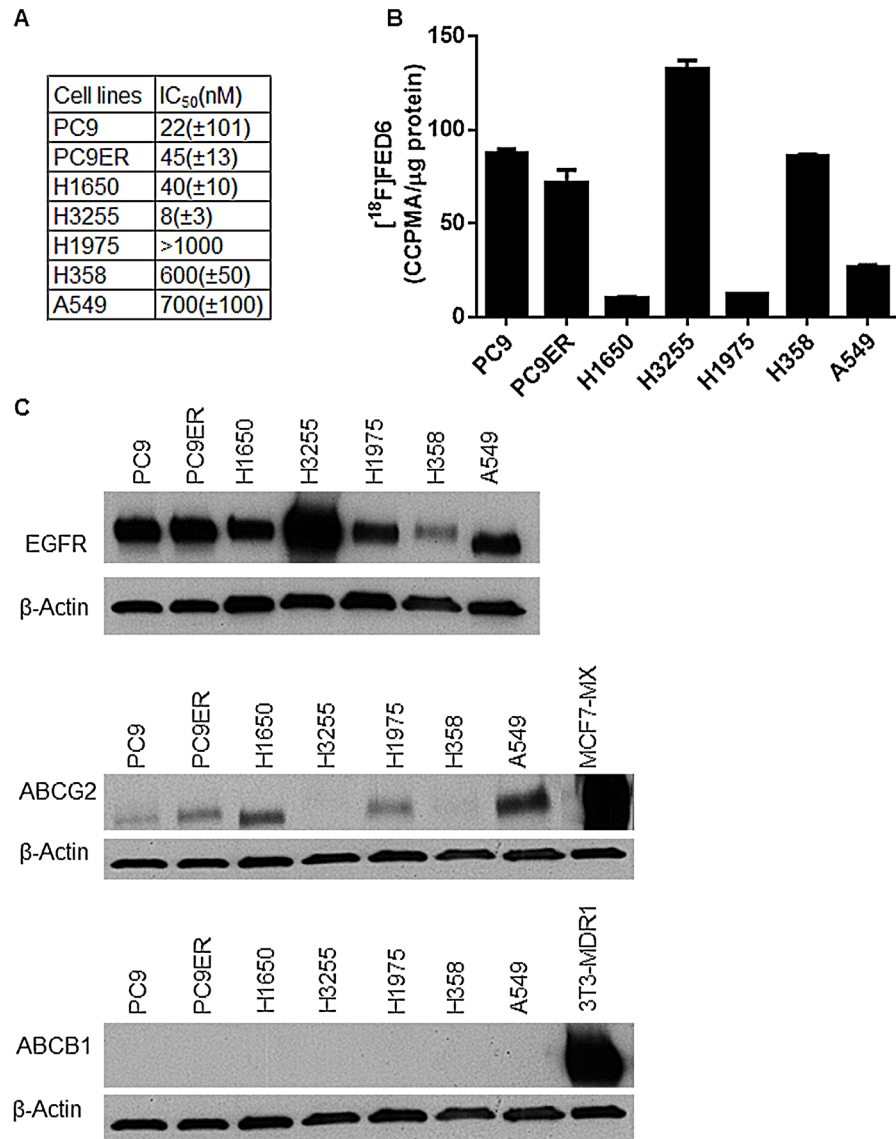 A
Cell lines IC₅₀(nM)
PC9 22(±101)
PC9ER 45(±13)
H1650 40(±10)
H3255 8(±3)
H1975 >1000
H358 600(±50)
A549 700(±100)
B
[¹⁸F]FED6
(CCPMA/µg protein)
150
100
50
0
PC9 PC9ER H1650 H3255 H1975 H358 A549
C
PC9 PC9ER H1650 H3255 H1975 H358 A549
EGFR
β-Actin
PC9 PC9ER H1650 H3255 H1975 H358 A549 MCF7-MX
ABCG2
β-Actin
PC9 PC9ER H1650 H3255 H1975 H358 A549 3T3-MDR1
ABCB1
β-Actin